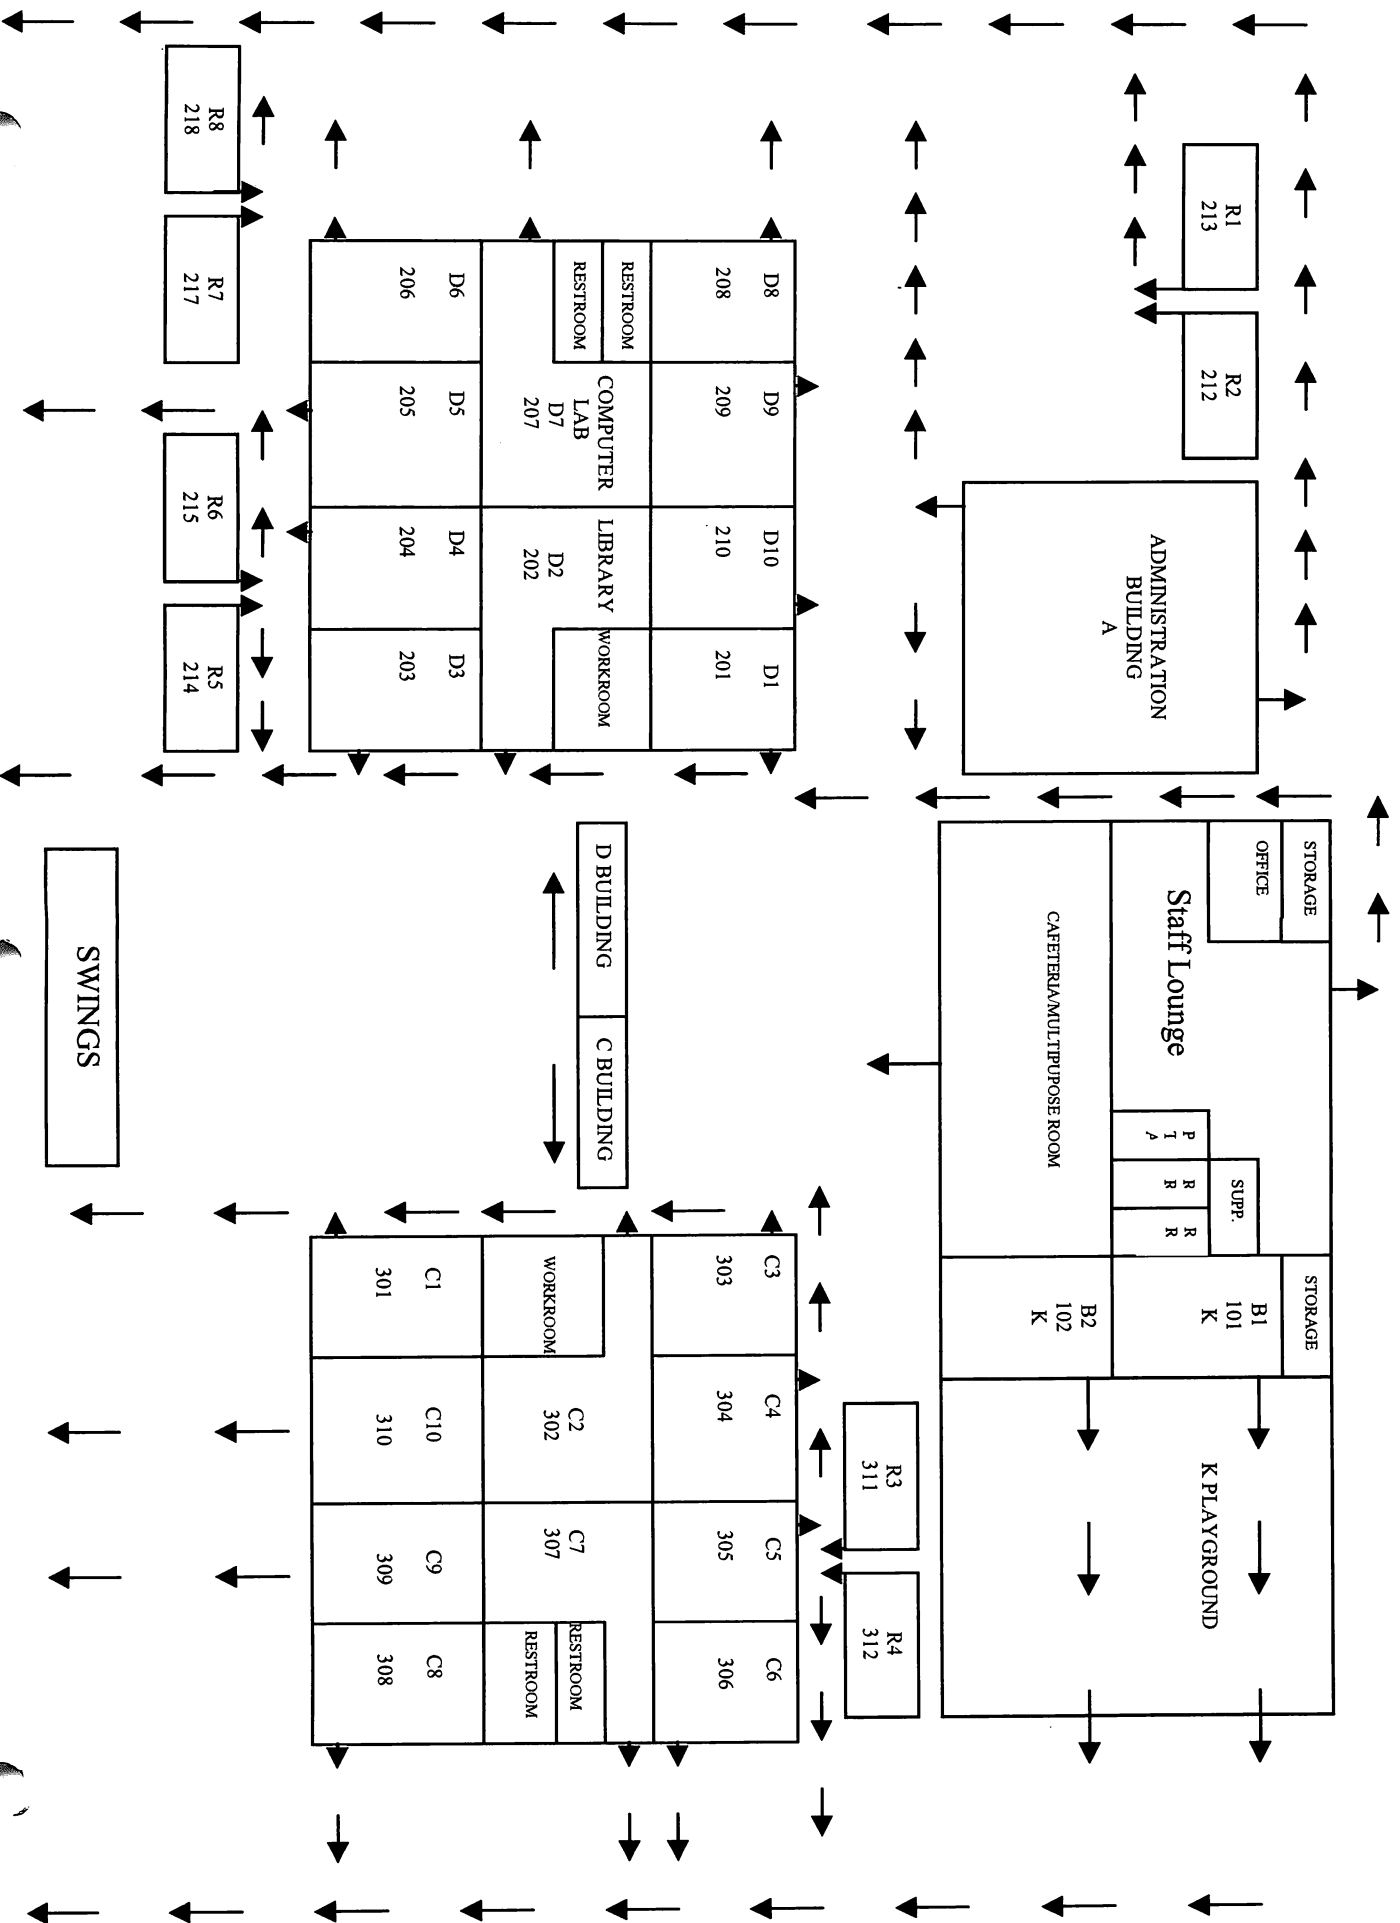 R1
213
R2
212
ADMINISTRATION
BUILDING
A
STORAGE
OFFICE
Staff Lounge
P
T
A
R
R
R
R
SUPP.
STORAGE
B1
101
K
B2
102
K
CAFETERIA/MULTIPUPOSE ROOM
K PLAYGROUND
R3
311
R4
312
D8
208
D9
209
D10
210
D1
201
RESTROOM
RESTROOM
COMPUTER
LAB
D7
207
LIBRARY
D2
202
WORKROOM
D6
206
D5
205
D4
204
D3
203
D BUILDING
C BUILDING
C3
303
C4
304
C5
305
C6
306
WORKROOM
C2
302
C7
307
RESTROOM
RESTROOM
C1
301
C10
310
C9
309
C8
308
R8
218
R7
217
R6
215
R5
214
SWINGS